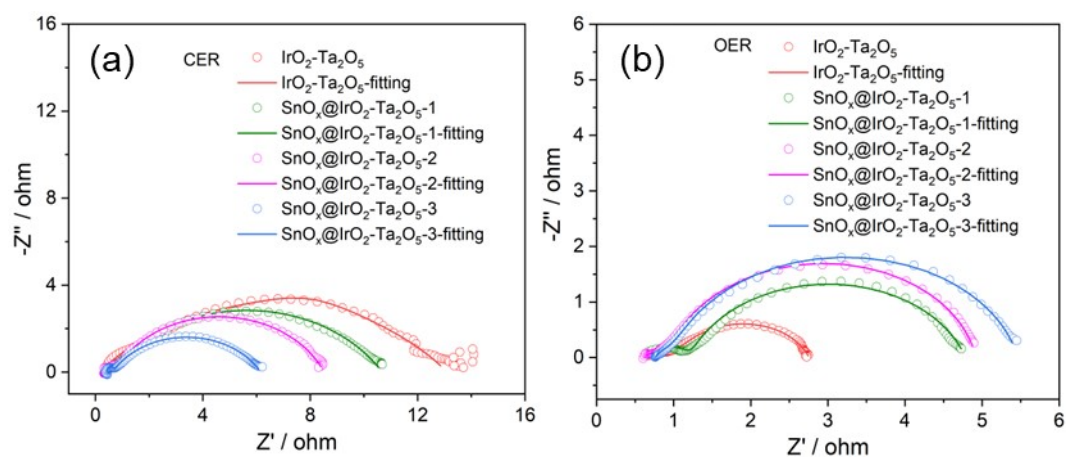 (a)
CER
IrO₂-Ta₂O₅
IrO₂-Ta₂O₅-fitting
SnOₓ@IrO₂-Ta₂O₅-1
SnOₓ@IrO₂-Ta₂O₅-1-fitting
SnOₓ@IrO₂-Ta₂O₅-2
SnOₓ@IrO₂-Ta₂O₅-2-fitting
SnOₓ@IrO₂-Ta₂O₅-3
SnOₓ@IrO₂-Ta₂O₅-3-fitting
-Z" / ohm
16
12
8
4
0
0 4 8 12 16
Z' / ohm
(b)
OER
IrO₂-Ta₂O₅
IrO₂-Ta₂O₅-fitting
SnOₓ@IrO₂-Ta₂O₅-1
SnOₓ@IrO₂-Ta₂O₅-1-fitting
SnOₓ@IrO₂-Ta₂O₅-2
SnOₓ@IrO₂-Ta₂O₅-2-fitting
SnOₓ@IrO₂-Ta₂O₅-3
SnOₓ@IrO₂-Ta₂O₅-3-fitting
-Z" / ohm
6
5
4
3
2
1
0
0 1 2 3 4 5 6
Z' / ohm